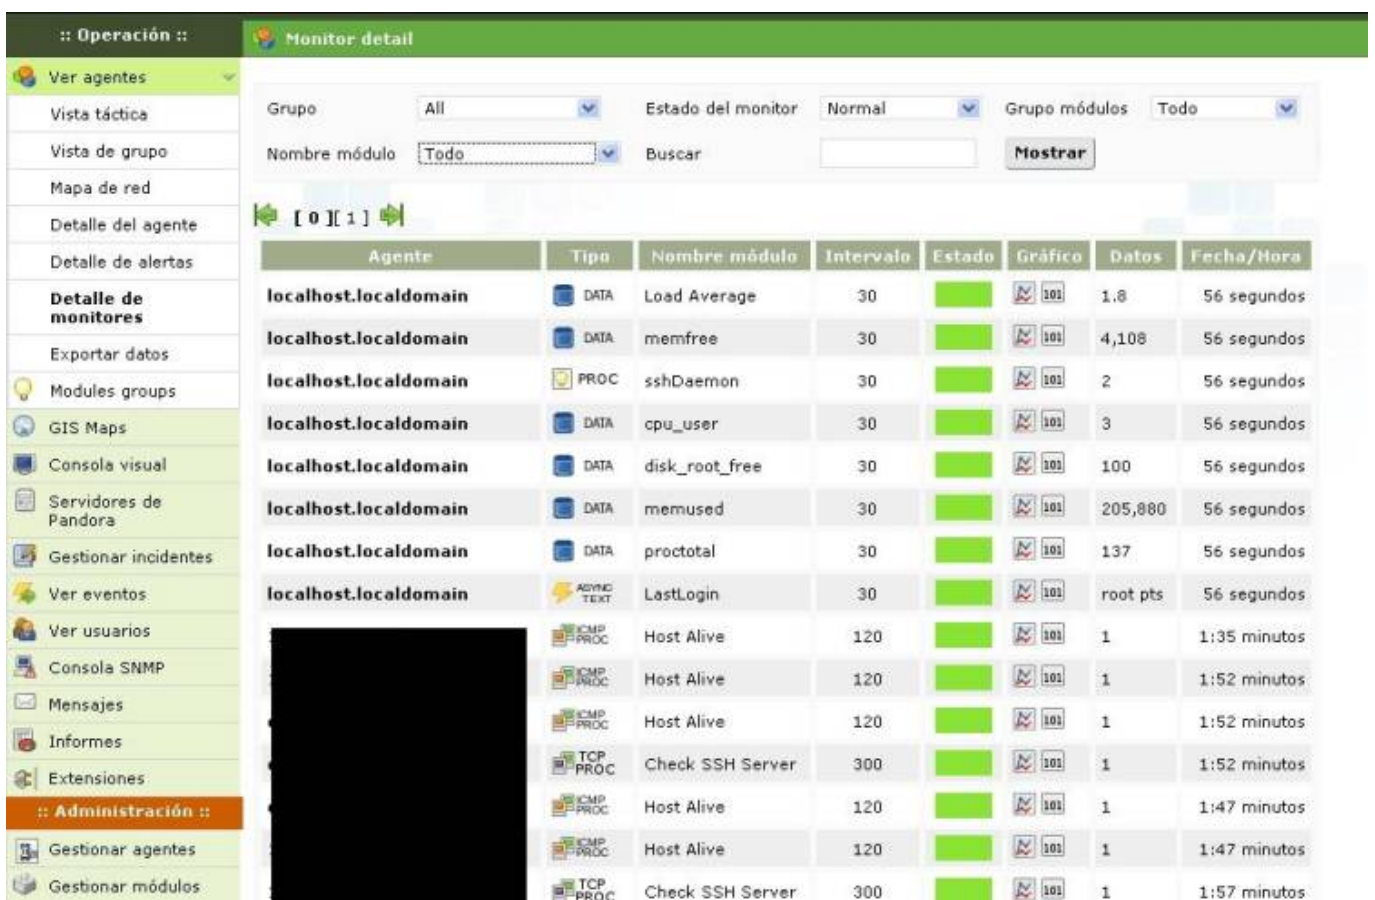 :: Operación ::
Monitor detail
Ver agentes
Vista táctica
Vista de grupo
Mapa de red
Detalle del agente
Detalle de alertas
Detalle de
monitores
Exportar datos
Modules groups
GIS Maps
Consola visual
Servidores de
Pandora
Gestionar incidentes
Ver eventos
Ver usuarios
Consola SNMP
Mensajes
Informes
Extensiones
:: Administración ::
Gestionar agentes
Gestionar módulos
Grupo All Estado del monitor Normal Grupo módulos Todo
Nombre módulo Todo Buscar Mostrar
[ 0 ][ 1 ]
Agente Tipo Nombre módulo Intervalo Estado Gráfico Datos Fecha/Hora
localhost.localdomain DATA Load Average 30 101 1.8 56 segundos
localhost.localdomain DATA memfree 30 101 4,108 56 segundos
localhost.localdomain PROC sshDaemon 30 101 2 56 segundos
localhost.localdomain DATA cpu_user 30 101 3 56 segundos
localhost.localdomain DATA disk_root_free 30 101 100 56 segundos
localhost.localdomain DATA memused 30 101 205,880 56 segundos
localhost.localdomain DATA proctotal 30 101 137 56 segundos
localhost.localdomain ASYNC TEXT LastLogin 30 101 root pts 56 segundos
ICMP PROC Host Alive 120 101 1 1:35 minutos
ICMP PROC Host Alive 120 101 1 1:52 minutos
ICMP PROC Host Alive 120 101 1 1:52 minutos
TCP PROC Check SSH Server 300 101 1 1:52 minutos
ICMP PROC Host Alive 120 101 1 1:47 minutos
ICMP PROC Host Alive 120 101 1 1:47 minutos
TCP PROC Check SSH Server 300 101 1 1:57 minutos